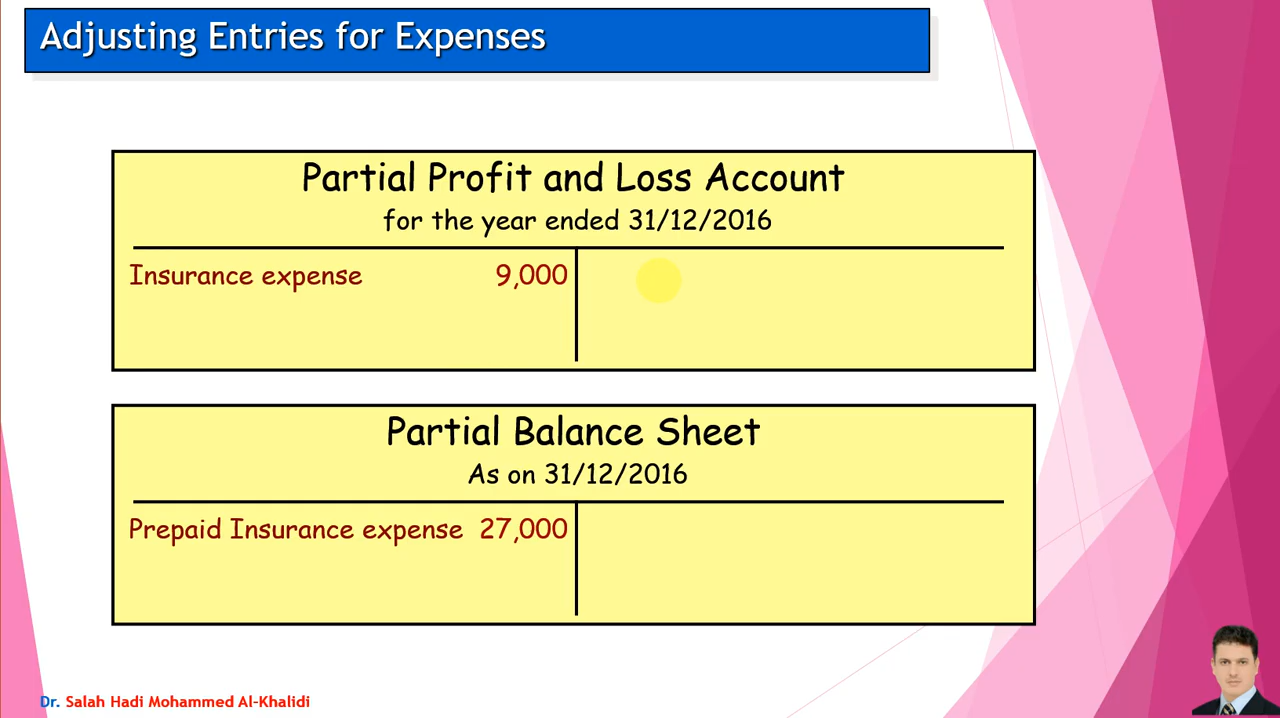 Adjusting Entries for Expenses
Partial Profit and Loss Account
for the year ended 31/12/2016
Insurance expense 9,000
Partial Balance Sheet
As on 31/12/2016
Prepaid Insurance expense 27,000
Dr. Salah Hadi Mohammed Al-Khalidi